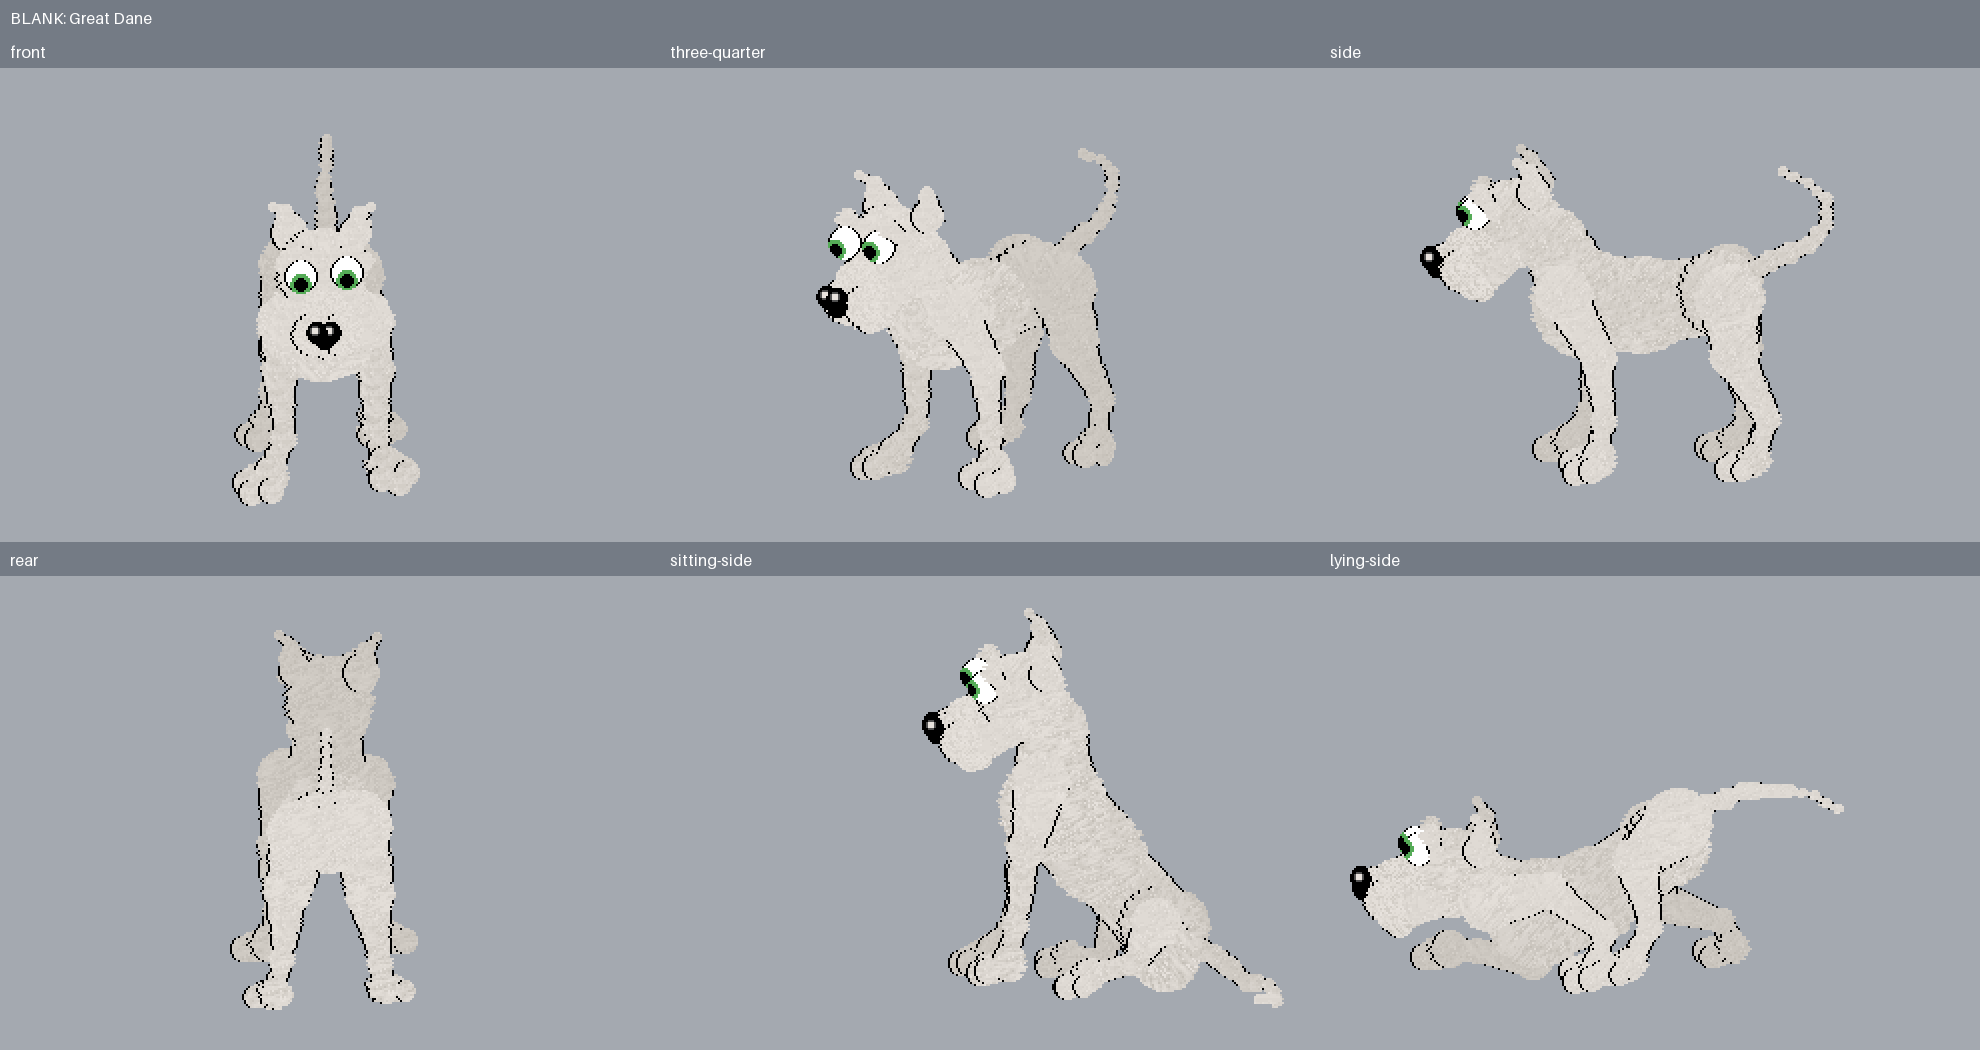 BLANK: Great Dane
front
three-quarter
side
rear
sitting-side
lying-side